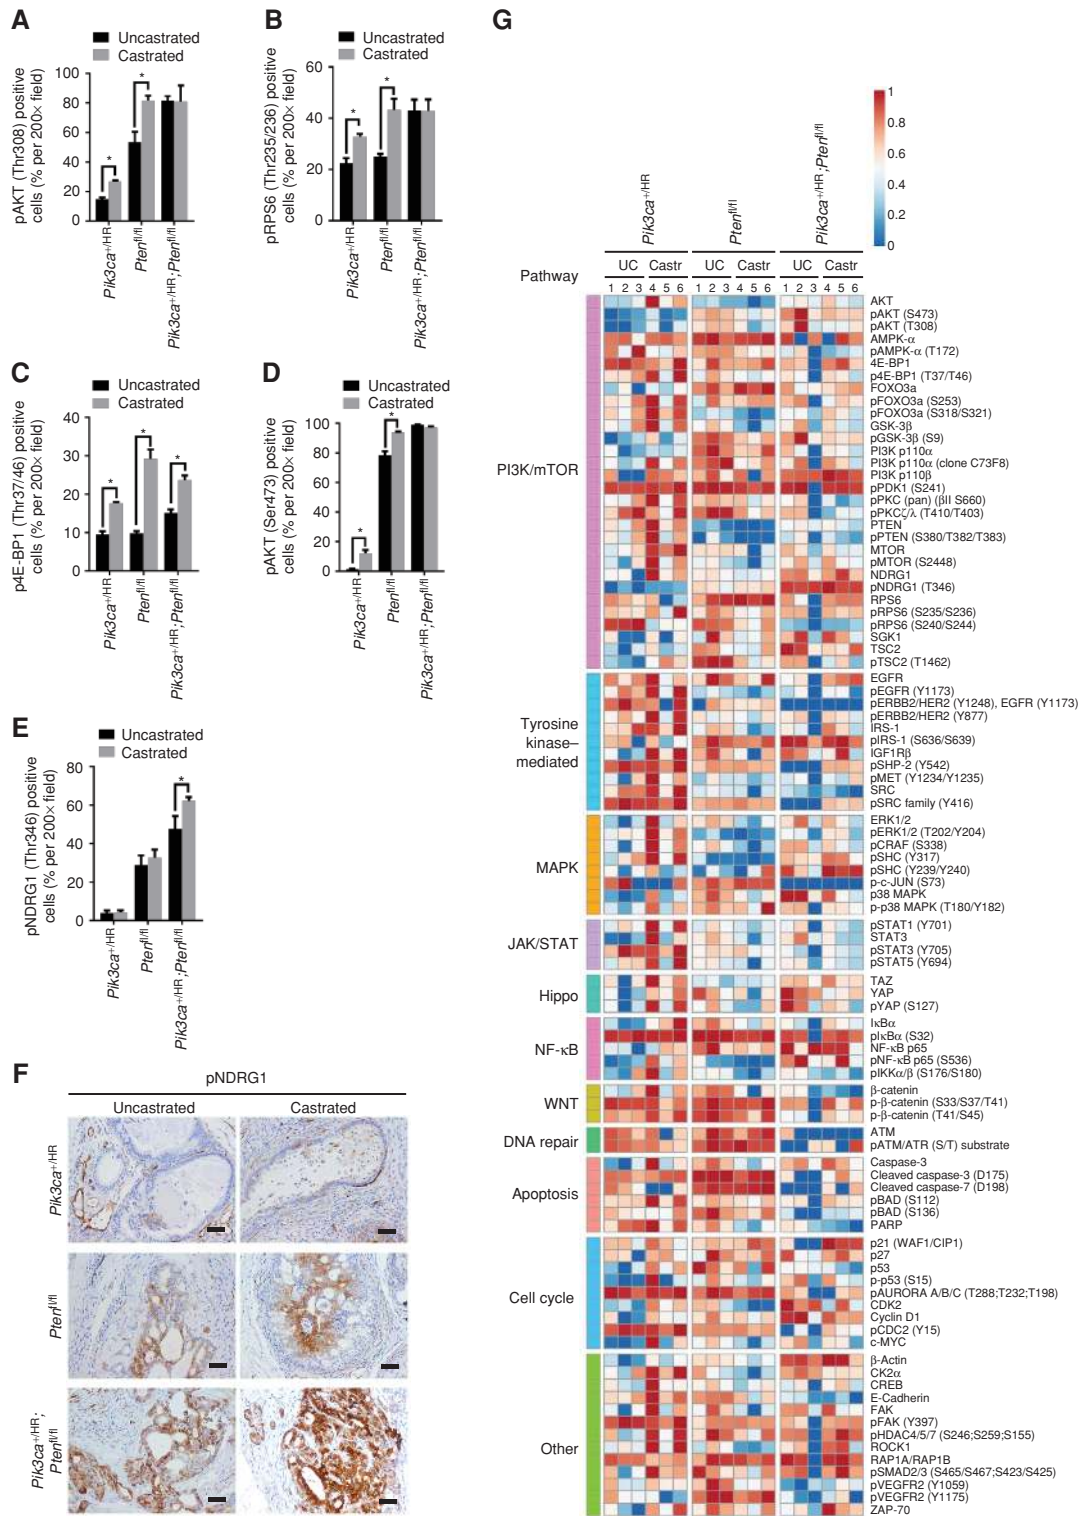 A
Uncastrated
Castrated
pAKT (Thr308) positive
cells (% per 200× field)
100
80
60
40
20
0
*
*
Pik3ca+/HR
Ptenfl/fl
Pik3ca+/HR;Ptenfl/fl
B
Uncastrated
Castrated
pRPS6 (Thr235/236) positive
cells (% per 200× field)
60
40
20
0
*
*
Pik3ca+/HR
Ptenfl/fl
Pik3ca+/HR;Ptenfl/fl
C
Uncastrated
Castrated
p4E-BP1 (Thr37/46) positive
cells (% per 200× field)
40
30
20
10
0
*
*
*
Pik3ca+/HR
Ptenfl/fl
Pik3ca+/HR;Ptenfl/fl
D
Uncastrated
Castrated
pAKT (Ser473) positive
cells (% per 200× field)
100
80
60
40
20
0
*
*
Pik3ca+/HR
Ptenfl/fl
Pik3ca+/HR;Ptenfl/fl
E
Uncastrated
Castrated
pNDRG1 (Thr346) positive
cells (% per 200× field)
80
60
40
20
0
*
Pik3ca+/HR
Ptenfl/fl
Pik3ca+/HR;Ptenfl/fl
F
pNDRG1
Uncastrated Castrated
Pik3ca+/HR
Ptenfl/fl
Pik3ca+/HR;
Ptenfl/fl
G
1
0.8
0.6
0.4
0.2
0
Pik3ca+/HR
Ptenfl/fl
Pik3ca+/HR;Ptenfl/fl
Pathway
UC Castr UC Castr UC Castr
1 2 3 4 5 6 1 2 3 4 5 6 1 2 3 4 5 6
PI3K/mTOR
AKT
pAKT (S473)
pAKT (T308)
AMPK-α
pAMPK-α (T172)
4E-BP1
p4E-BP1 (T37/T46)
FOXO3a
pFOXO3a (S253)
pFOXO3a (S318/S321)
GSK-3β
pGSK-3β (S9)
PI3K p110α
PI3K p110α (clone C73F8)
PI3K p110β
pPDK1 (S241)
pPKC (pan) (βII S660)
pPKCζ/λ (T410/T403)
PTEN
pPTEN (S380/T382/T383)
MTOR
pMTOR (S2448)
NDRG1
pNDRG1 (T346)
RPS6
pRPS6 (S235/S236)
pRPS6 (S240/S244)
SGK1
TSC2
pTSC2 (T1462)
Tyrosine
kinase–
mediated
EGFR
pEGFR (Y1173)
pERBB2/HER2 (Y1248), EGFR (Y1173)
pERBB2/HER2 (Y877)
IRS-1
pIRS-1 (S636/S639)
IGF1Rβ
pSHP-2 (Y542)
pMET (Y1234/Y1235)
SRC
pSRC family (Y416)
MAPK
ERK1/2
pERK1/2 (T202/Y204)
pCRAF (S338)
pSHC (Y317)
pSHC (Y239/Y240)
p-c-JUN (S73)
p38 MAPK
p-p38 MAPK (T180/Y182)
JAK/STAT
pSTAT1 (Y701)
STAT3
pSTAT3 (Y705)
pSTAT5 (Y694)
Hippo
TAZ
YAP
pYAP (S127)
NF-κB
IκBα
pIκBα (S32)
NF-κB p65
pNF-κB p65 (S536)
pIKKα/β (S176/S180)
WNT
β-catenin
p-β-catenin (S33/S37/T41)
p-β-catenin (T41/S45)
DNA repair
ATM
pATM/ATR (S/T) substrate
Apoptosis
Caspase-3
Cleaved caspase-3 (D175)
Cleaved caspase-7 (D198)
pBAD (S112)
pBAD (S136)
PARP
Cell cycle
p21 (WAF1/CIP1)
p27
p53
p-p53 (S15)
pAURORA A/B/C (T288;T232;T198)
CDK2
Cyclin D1
pCDC2 (Y15)
c-MYC
Other
β-Actin
CK2α
CREB
E-Cadherin
FAK
pFAK (Y397)
pHDAC4/5/7 (S246;S259;S155)
ROCK1
RAP1A/RAP1B
pSMAD2/3 (S465/S467;S423/S425)
pVEGFR2 (Y1059)
pVEGFR2 (Y1175)
ZAP-70